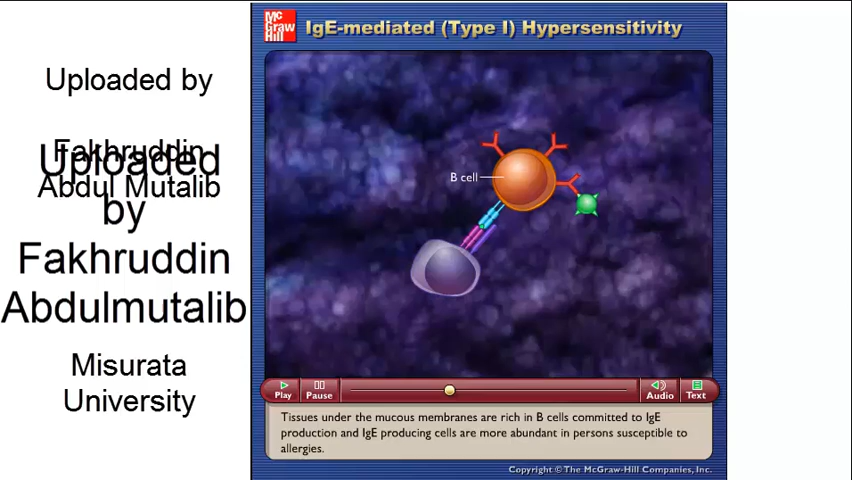 Uploaded by
Fakhruddin
Abdul Mutalib
Uploaded
by
Fakhruddin
Abdulmutalib
Misurata
University
Mc
Graw
Hill
IgE-mediated (Type I) Hypersensitivity
B cell
Play
Pause
Audio
Text
Tissues under the mucous membranes are rich in B cells committed to IgE
production and IgE producing cells are more abundant in persons susceptible to
allergies.
Copyright © The McGraw-Hill Companies, Inc.